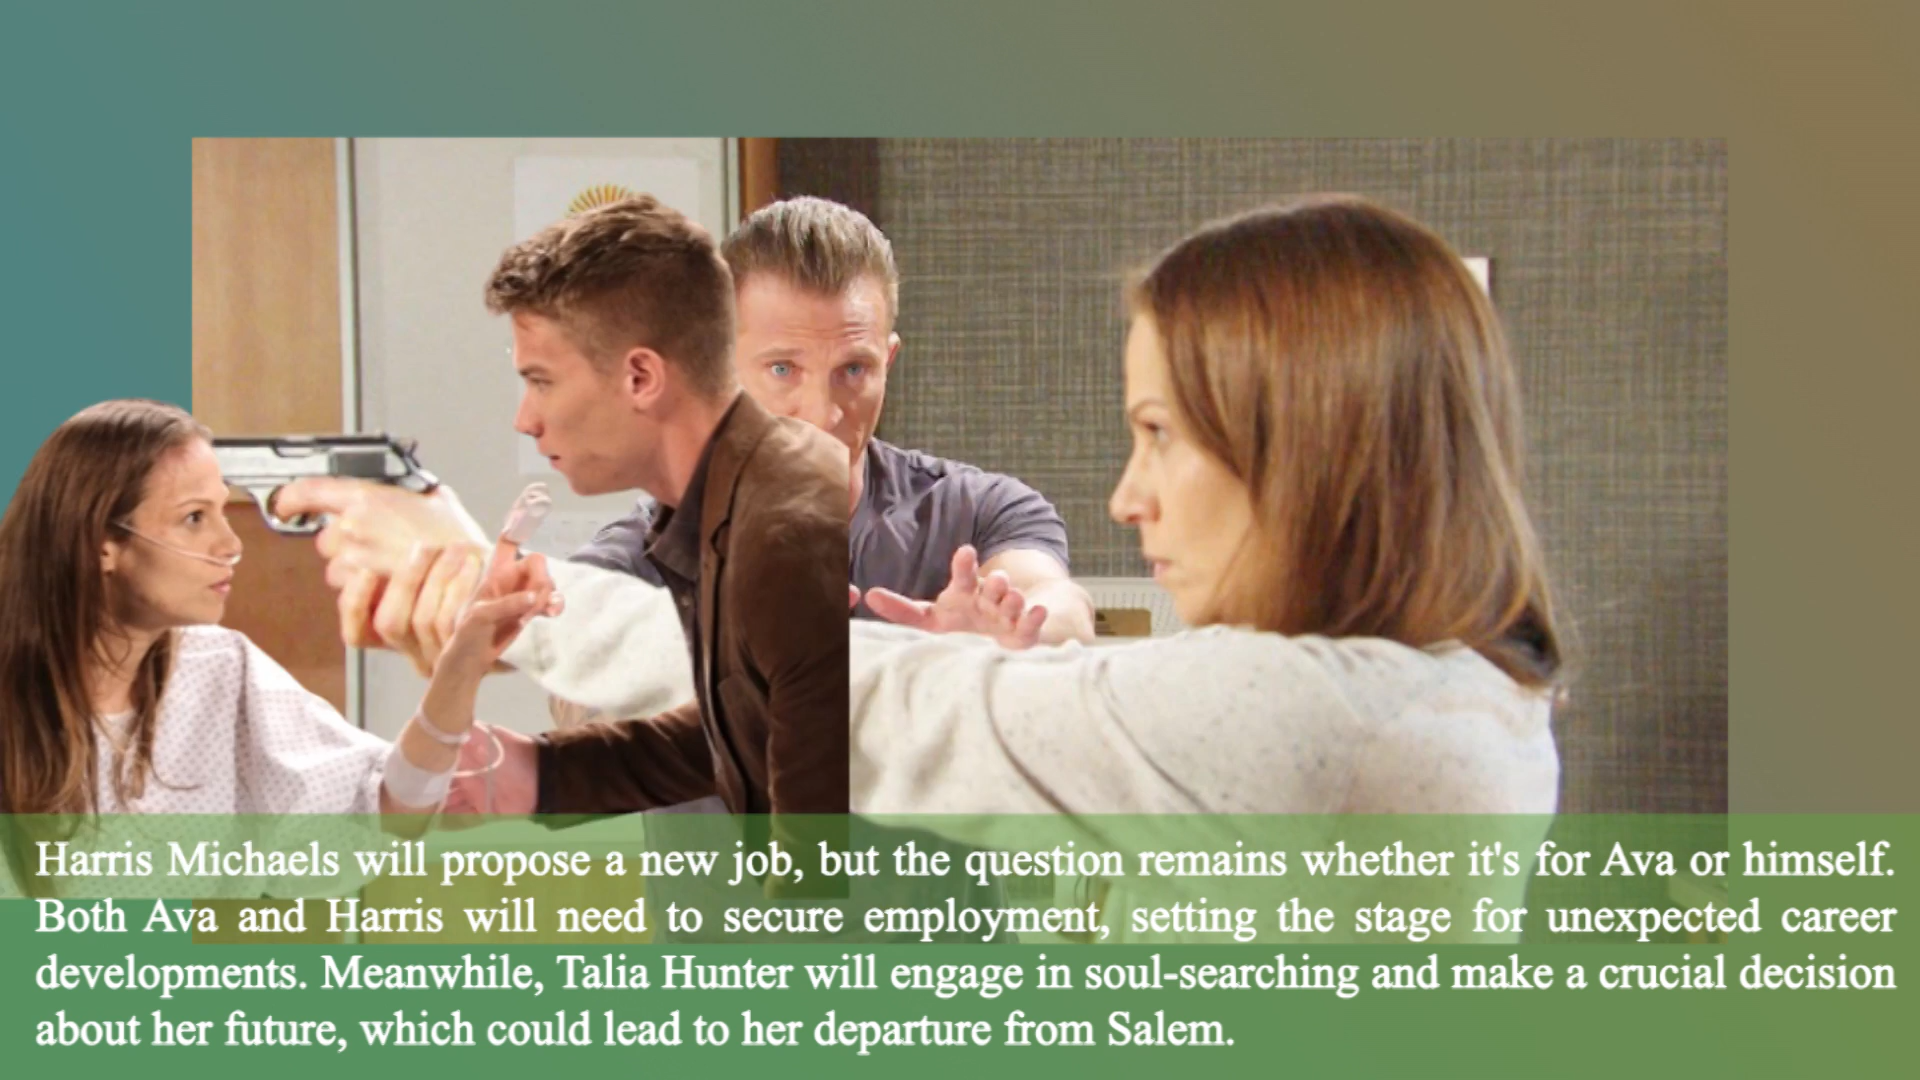 Harris Michaels will propose a new job, but the question remains whether it's for Ava or himself.
Both Ava and Harris will need to secure employment, setting the stage for unexpected career
developments. Meanwhile, Talia Hunter will engage in soul-searching and make a crucial decision
about her future, which could lead to her departure from Salem.